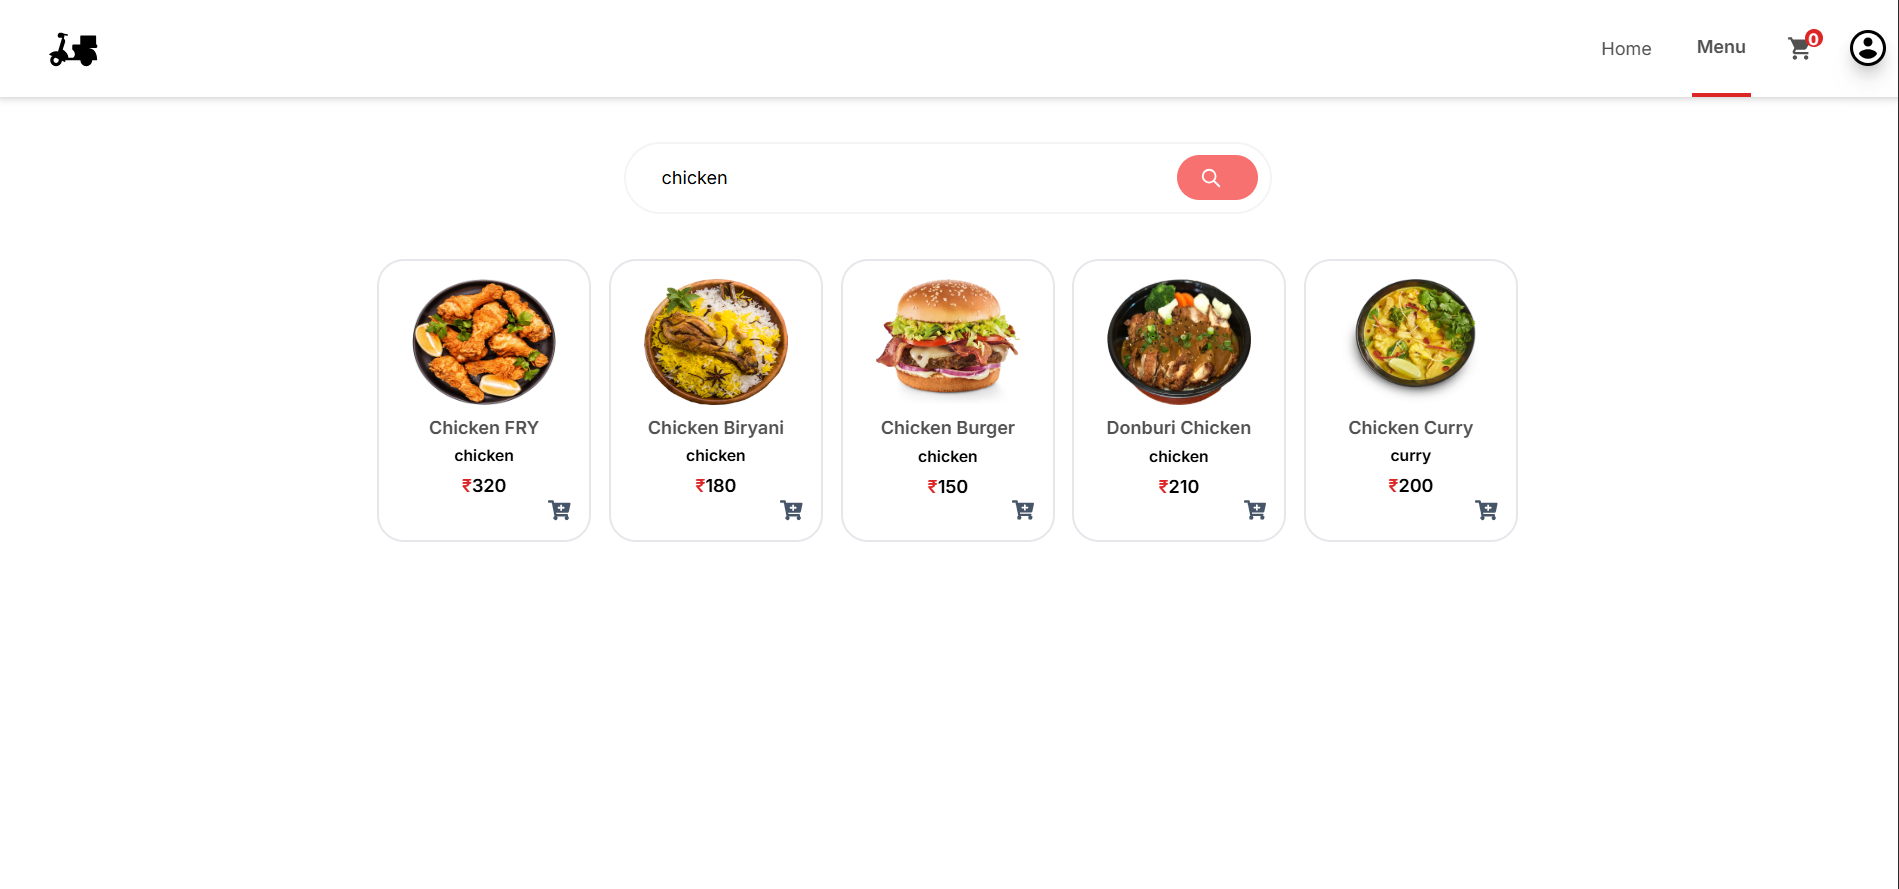 Home
Menu
0
chicken
Chicken FRY
chicken
₹320
Chicken Biryani
chicken
₹180
Chicken Burger
chicken
₹150
Donburi Chicken
chicken
₹210
Chicken Curry
curry
₹200